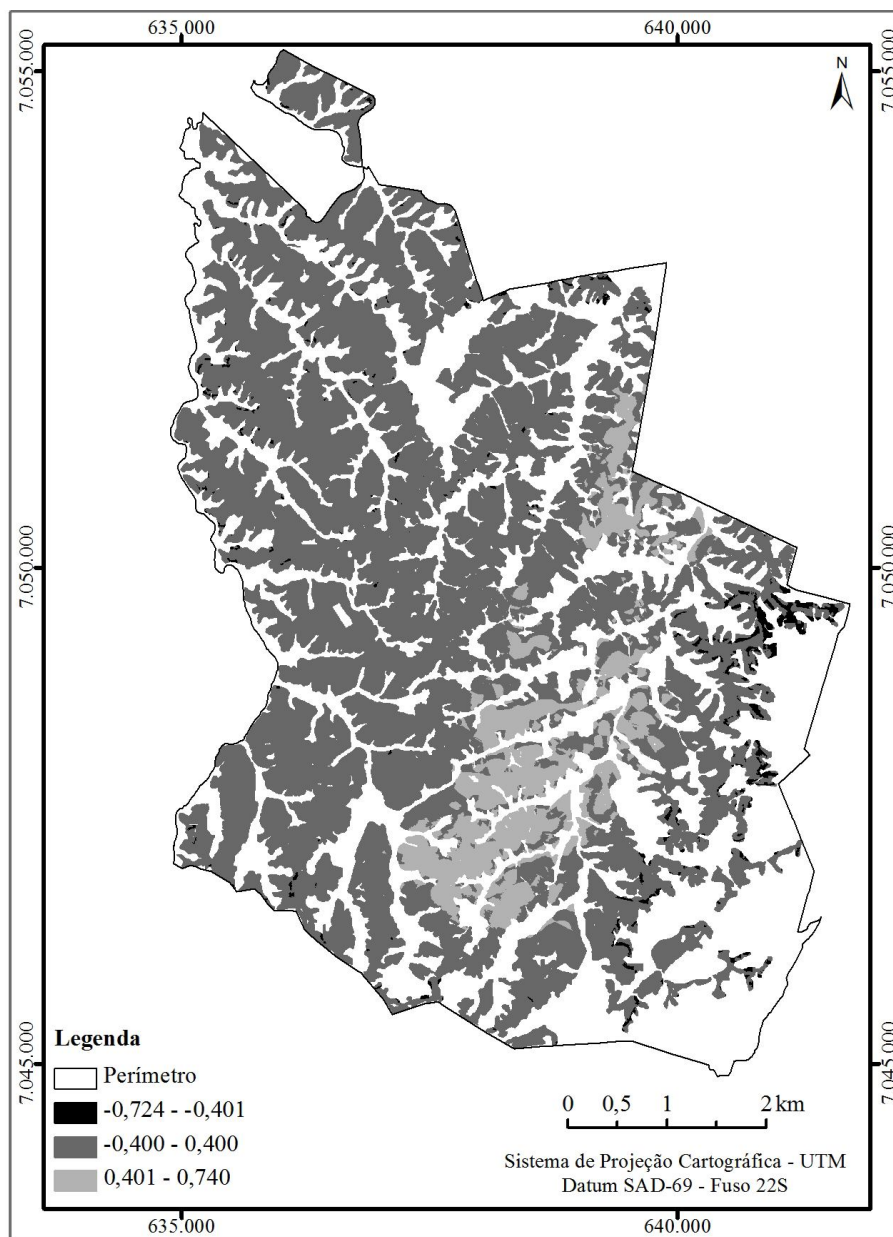 635.000 640.000
7.055.000 7.055.000
N
7.050.000 7.050.000
7.045.000 7.045.000
Legenda
Perímetro
-0,724 - -0,401
-0,400 - 0,400
0,401 - 0,740
0 0,5 1 2 km
Sistema de Projeção Cartográfica - UTM
Datum SAD-69 - Fuso 22S
635.000 640.000